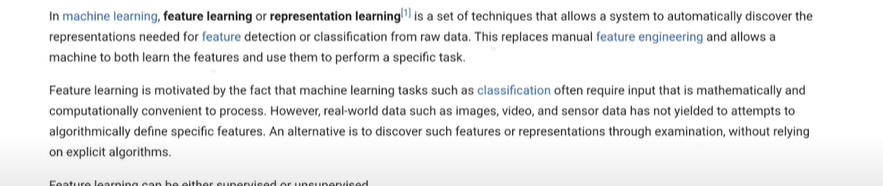 In machine learning, feature learning or representation learning[1] is a set of techniques that allows a system to automatically discover the
representations needed for feature detection or classification from raw data. This replaces manual feature engineering and allows a
machine to both learn the features and use them to perform a specific task.
Feature learning is motivated by the fact that machine learning tasks such as classification often require input that is mathematically and
computationally convenient to process. However, real-world data such as images, video, and sensor data has not yielded to attempts to
algorithmically define specific features. An alternative is to discover such features or representations through examination, without relying
on explicit algorithms.
Feature learning can be either supervised or unsupervised